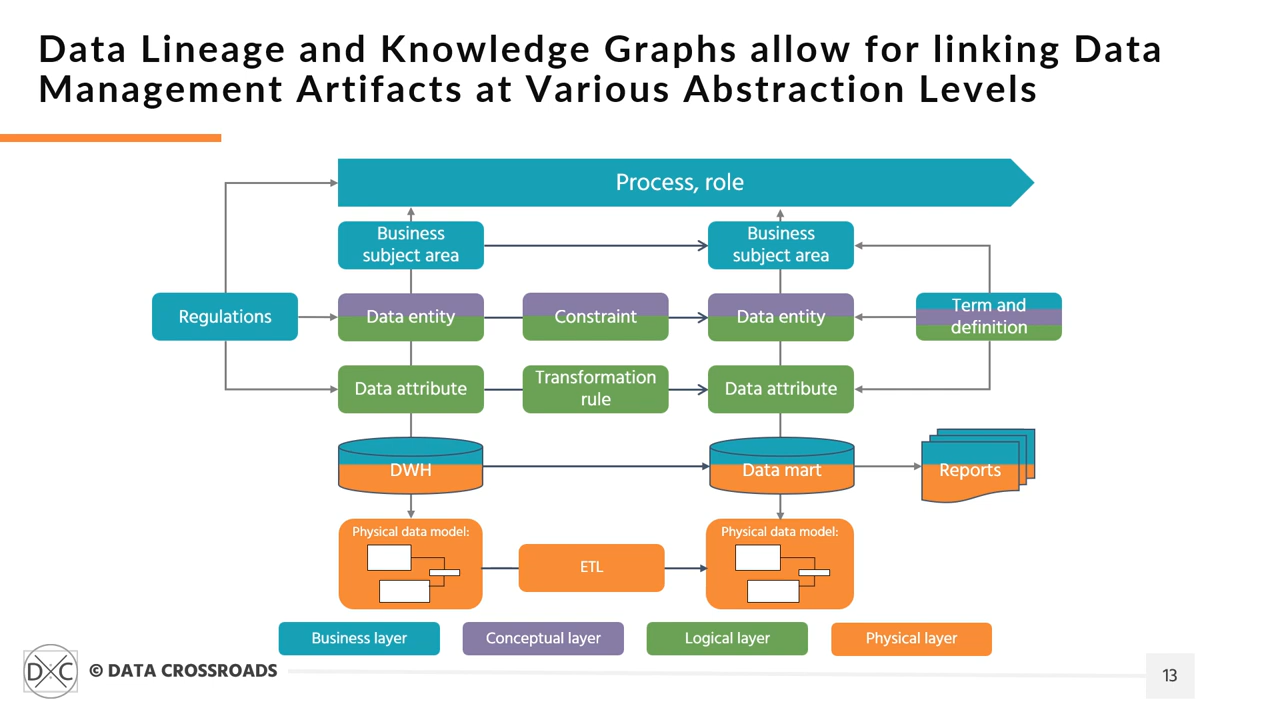 Data Lineage and Knowledge Graphs allow for linking Data
Management Artifacts at Various Abstraction Levels
Process, role
Business
subject area
Business
subject area
Regulations
Data entity
Constraint
Data entity
Term and
definition
Data attribute
Transformation
rule
Data attribute
DWH
Data mart
Reports
Physical data model:
ETL
Physical data model:
Business layer
Conceptual layer
Logical layer
Physical layer
DXC
© DATA CROSSROADS
13